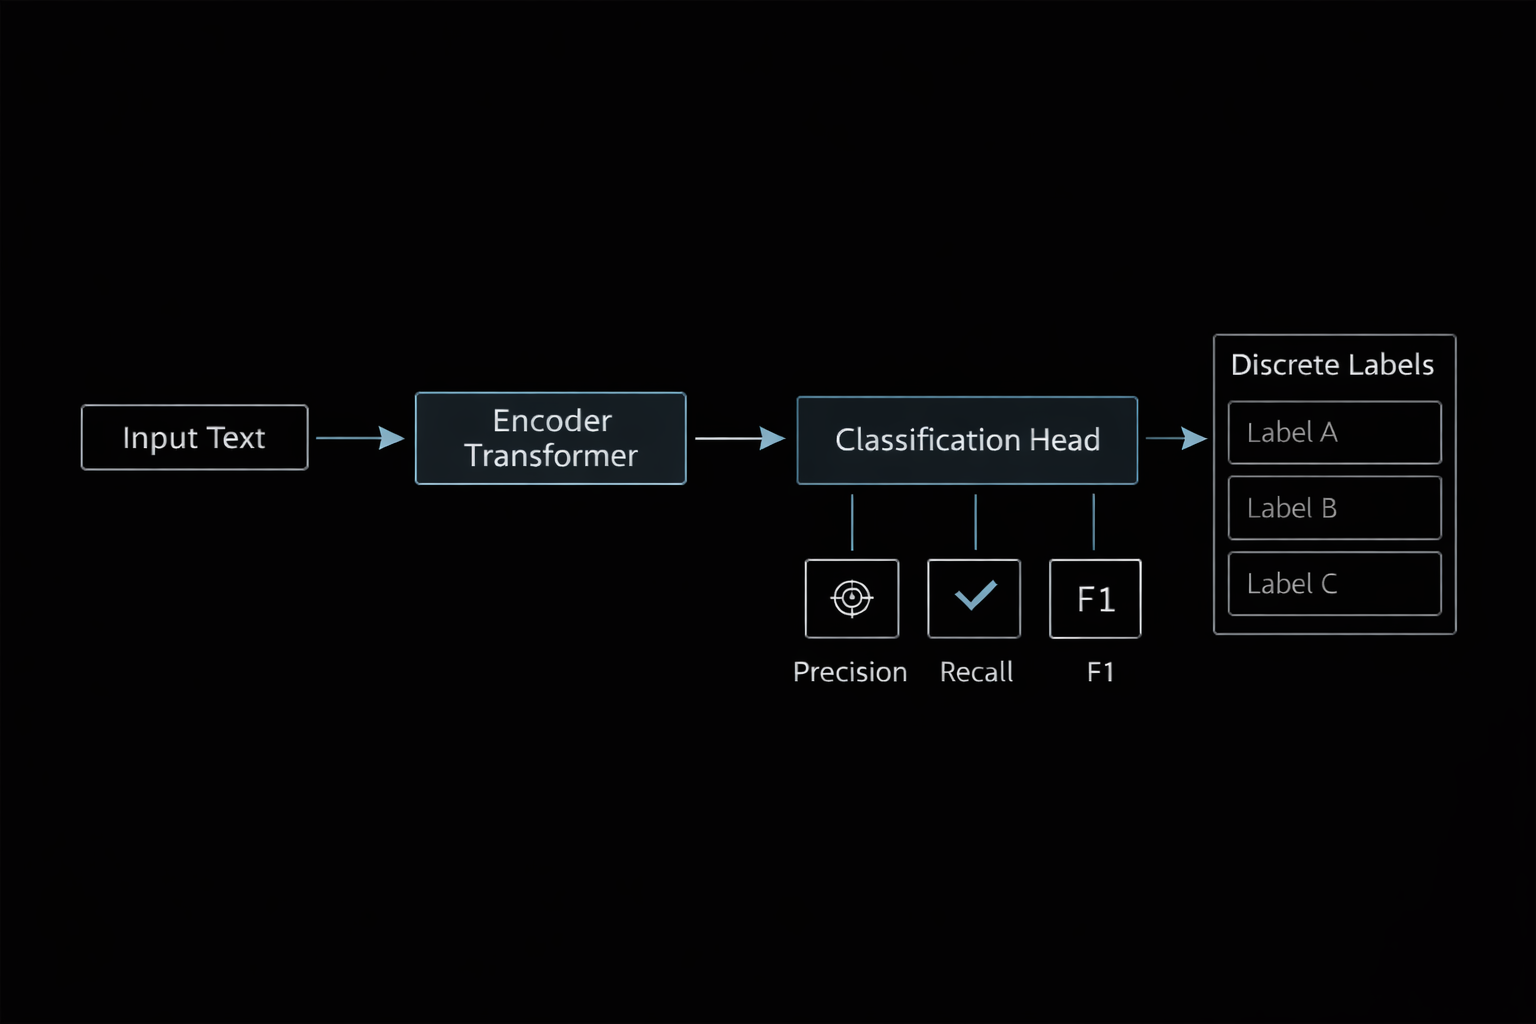 Input Text
Encoder
Transformer
Classification Head
F1
Precision
Recall
F1
Discrete Labels
Label A
Label B
Label C